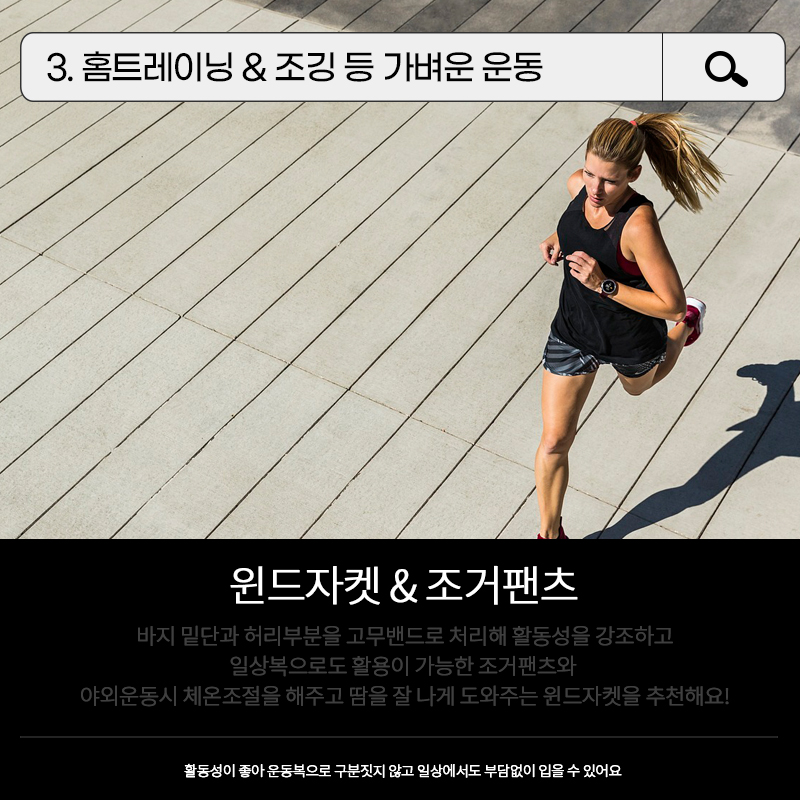 3. 홈트레이닝 & 조깅 등 가벼운 운동
윈드자켓 & 조거팬츠
바지 밑단과 허리부분을 고무밴드로 처리해 활동성을 강조하고
일상복으로도 활용이 가능한 조거팬츠와
야외운동시 체온조절을 해주고 땀을 잘 나게 도와주는 윈드자켓을 추천해요!
활동성이 좋아 운동복으로 구분짓지 않고 일상에서도 부담없이 입을 수 있어요